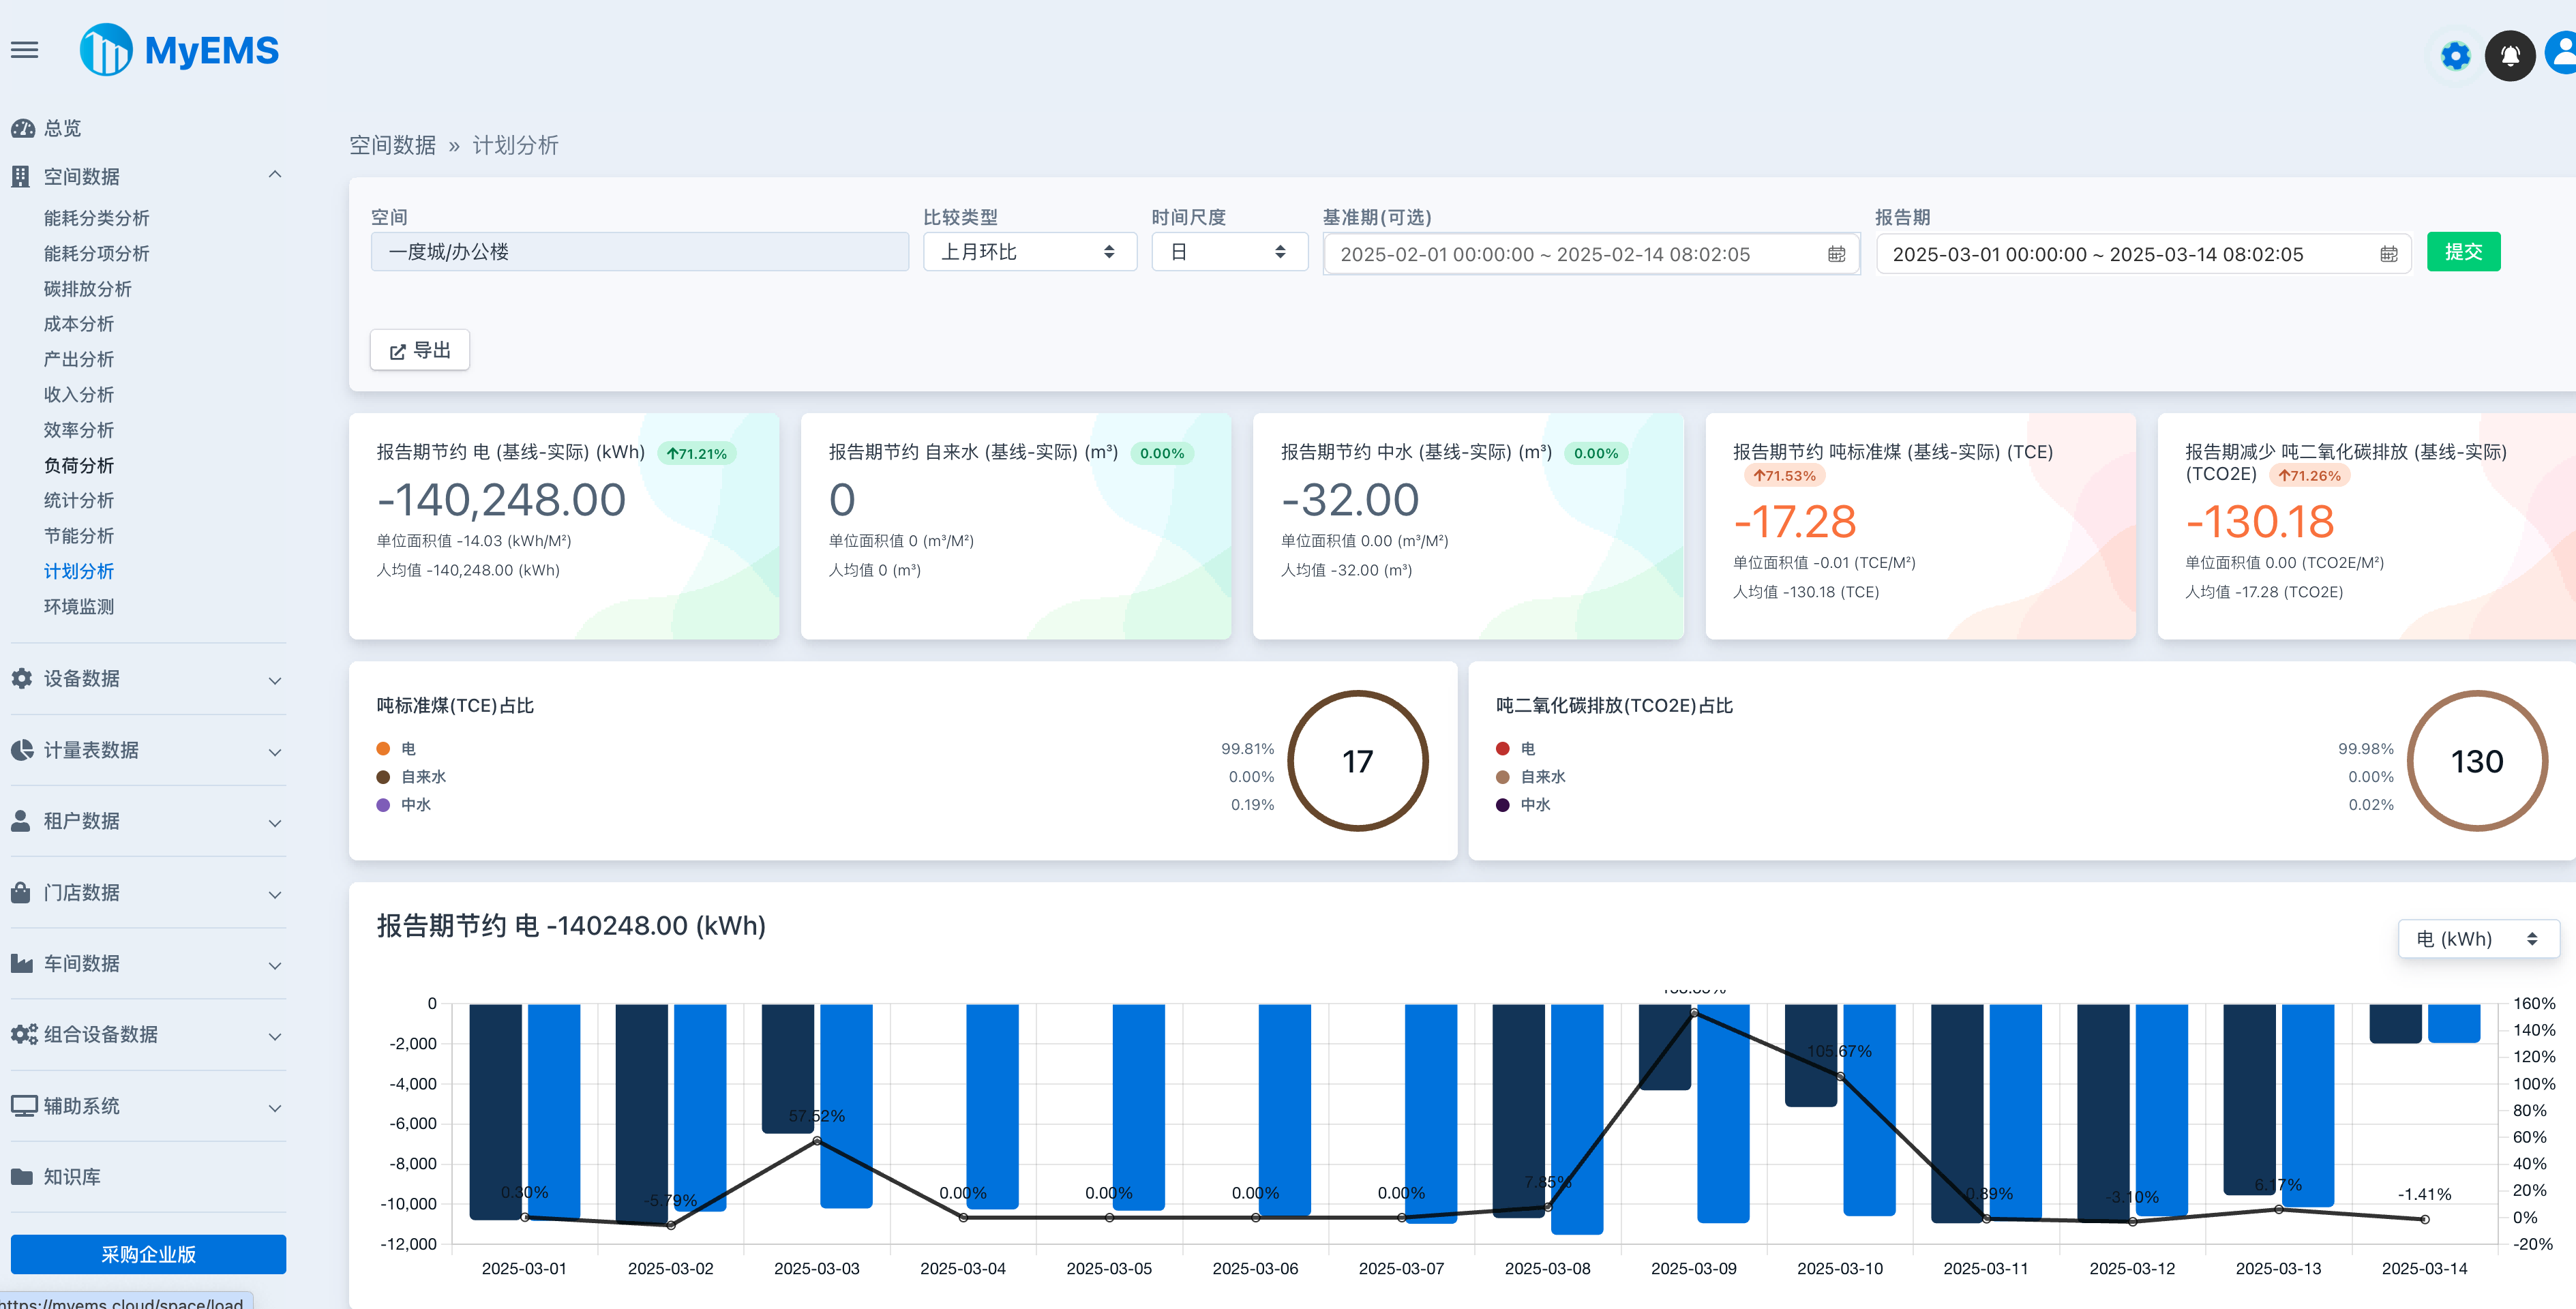 MyEMS
总览
空间数据
能耗分类分析
能耗分项分析
碳排放分析
成本分析
产出分析
收入分析
效率分析
负荷分析
统计分析
节能分析
计划分析
环境监测
设备数据
计量表数据
租户数据
门店数据
车间数据
组合设备数据
辅助系统
知识库
采购企业版
https://myems.cloud/space/load
空间数据 » 计划分析
空间 比较类型 时间尺度 基准期(可选) 报告期
一度城/办公楼 上月环比 日 2025-02-01 00:00:00 ~ 2025-02-14 08:02:05 2025-03-01 00:00:00 ~ 2025-03-14 08:02:05 提交
导出
报告期节约 电 (基线-实际) (kWh) 71.21%
-140,248.00
单位面积值 -14.03 (kWh/M²)
人均值 -140,248.00 (kWh)
报告期节约 自来水 (基线-实际) (m³) 0.00%
0
单位面积值 0 (m³/M²)
人均值 0 (m³)
报告期节约 中水 (基线-实际) (m³) 0.00%
-32.00
单位面积值 0.00 (m³/M²)
人均值 -32.00 (m³)
报告期节约 吨标准煤 (基线-实际) (TCE)
71.53%
-17.28
单位面积值 -0.01 (TCE/M²)
人均值 -130.18 (TCE)
报告期减少 吨二氧化碳排放 (基线-实际)
(TCO2E) 71.26%
-130.18
单位面积值 0.00 (TCO2E/M²)
人均值 -17.28 (TCO2E)
吨标准煤(TCE)占比
电 99.81%
自来水 0.00%
中水 0.19%
17
吨二氧化碳排放(TCO2E)占比
电 99.98%
自来水 0.00%
中水 0.02%
130
报告期节约 电 -140248.00 (kWh)
电 (kWh)
0
-2,000
-4,000
-6,000
-8,000
-10,000
-12,000
0.30%
-5.79%
57.52%
0.00%
0.00%
0.00%
0.00%
7.85%
105.67%
0.89%
-3.10%
6.17%
-1.41%
160%
140%
120%
100%
80%
60%
40%
20%
0%
-20%
2025-03-01 2025-03-02 2025-03-03 2025-03-04 2025-03-05 2025-03-06 2025-03-07 2025-03-08 2025-03-09 2025-03-10 2025-03-11 2025-03-12 2025-03-13 2025-03-14